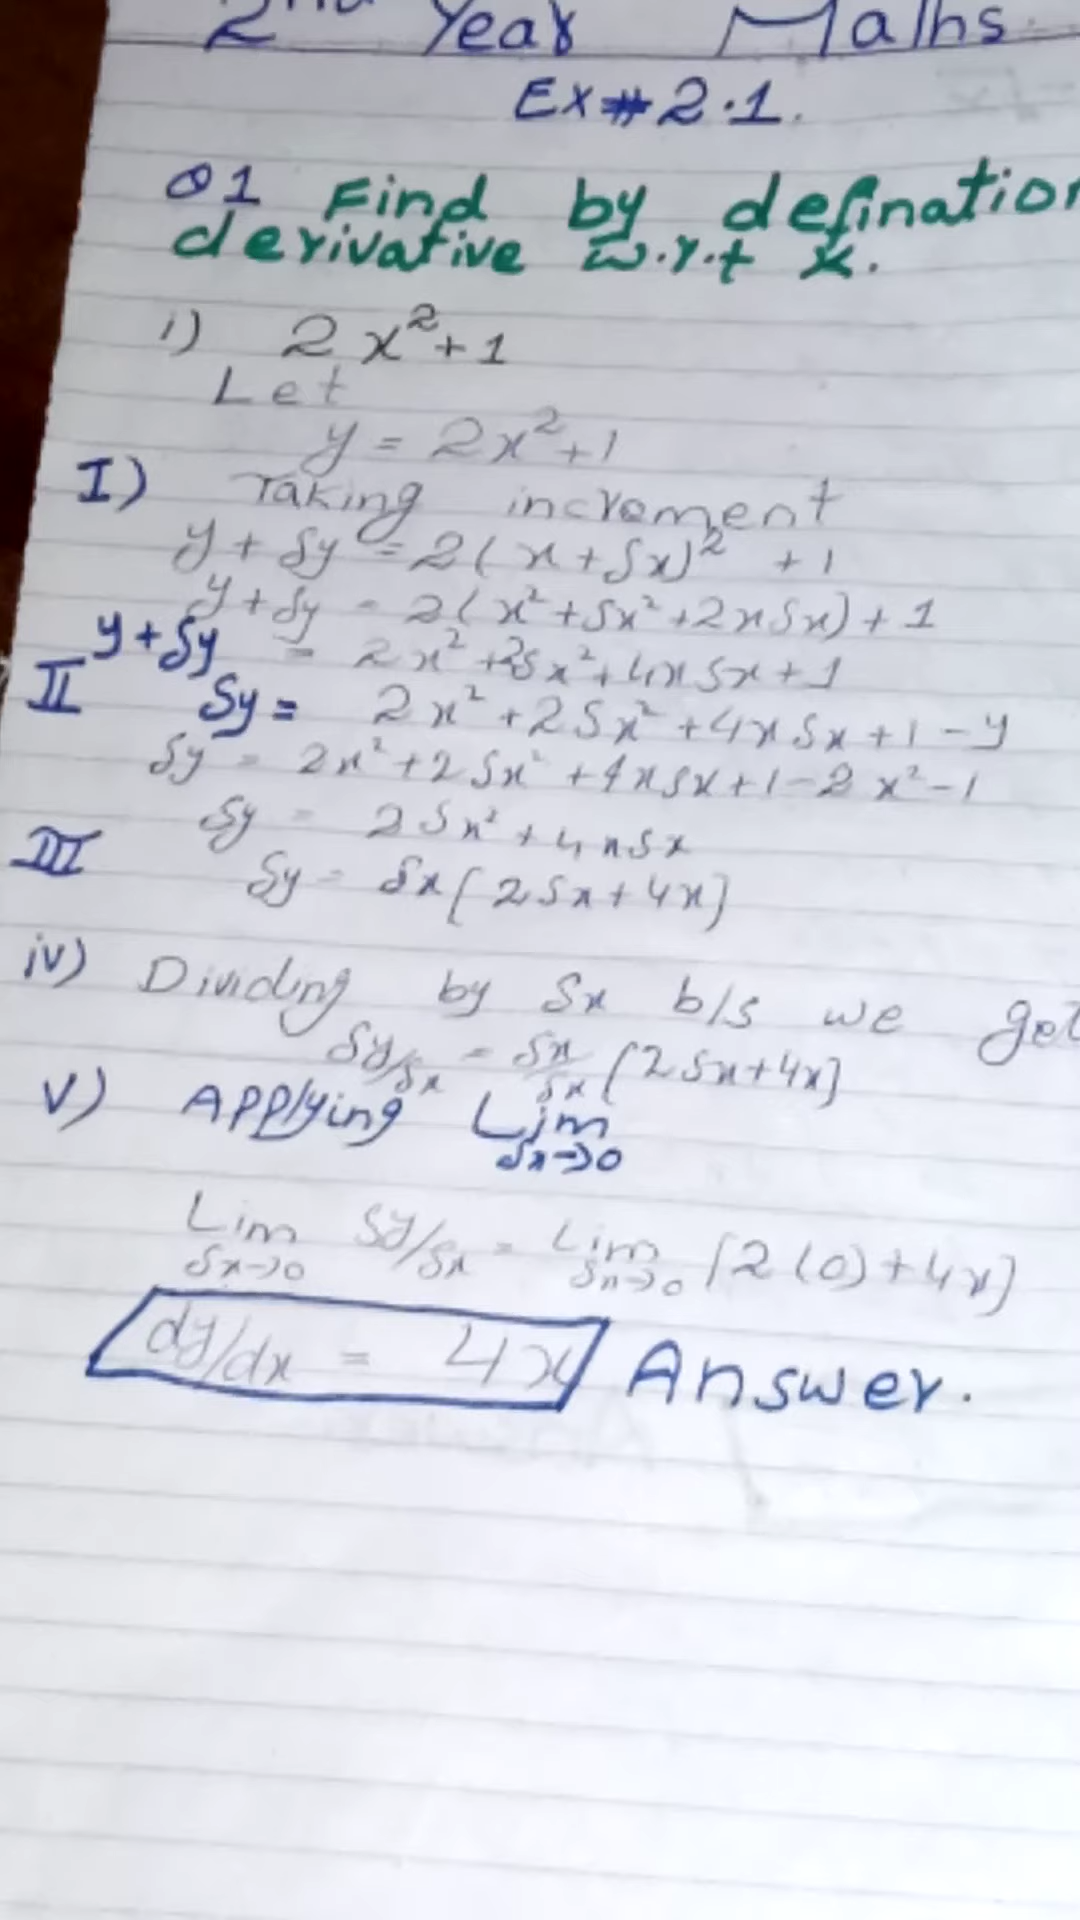 2nd Year Maths
Ex#2.1.
Q1 Find by defination
derivative w.r.t x.
i) 2x²+1
Let
y = 2x²+1
I) Taking increment
y+δy = 2(x+δx)² +1
y+δy = 2(x²+δx²+2xδx)+1
y+δy = 2x²+2δx²+4xδx+1
II δy = 2x²+2δx²+4xδx+1-y
δy = 2x²+2δx²+4xδx+1-2x²-1
δy = 2δx²+4xδx
III δy = δx[2δx+4x]
iv) Dividing by δx b/s we get
δy/δx = δx/δx [2δx+4x]
v) Applying Lim δx→0
Lim δx→0 δy/δx = Lim δx→0 [2(0)+4x]
dy/dx = 4x Answer.